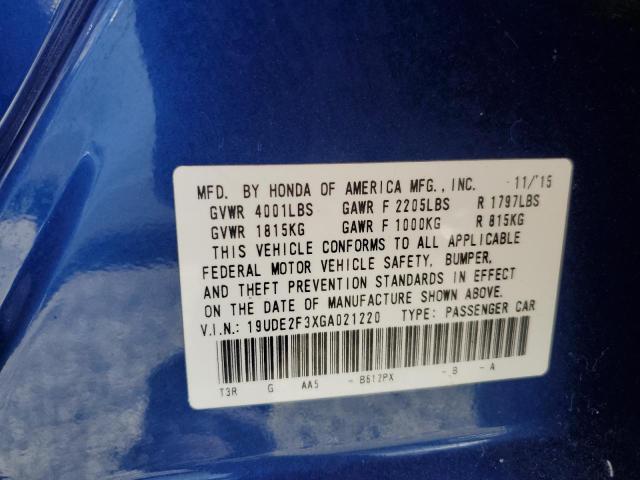 MFD. BY HONDA OF AMERICA MFG., INC. 11/'15
GVWR 4001LBS GAWR F 2205LBS R 1797LBS
GVWR 1815KG GAWR F 1000KG R 815KG
THIS VEHICLE CONFORMS TO ALL APPLICABLE
FEDERAL MOTOR VEHICLE SAFETY, BUMPER,
AND THEFT PREVENTION STANDARDS IN EFFECT
ON THE DATE OF MANUFACTURE SHOWN ABOVE.
V.I.N.: 19UDE2F3XGA021220 TYPE: PASSENGER CAR
T3R G AA5 - B612PX - B - A